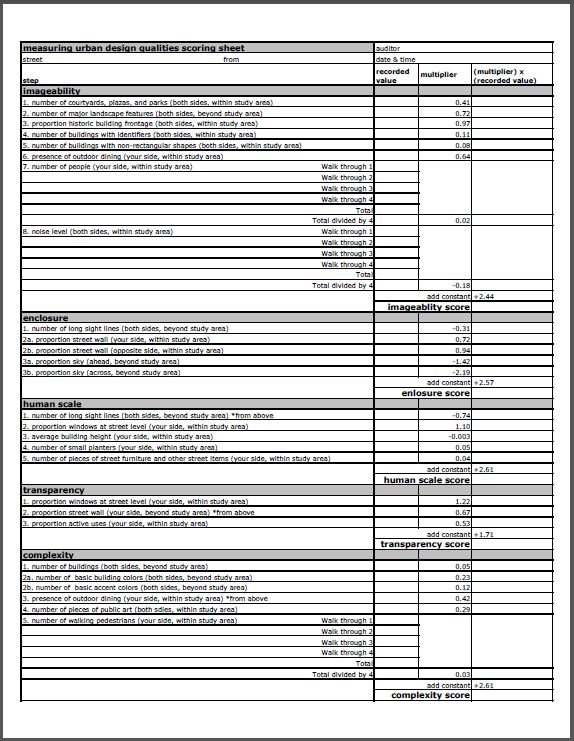 measuring urban design qualities scoring sheet auditor
street from date & time
step recorded value multiplier (multiplier) x (recorded value)
imageability
1. number of courtyards, plazas, and parks (both sides, within study area) 0.41
2. number of major landscape features (both sides, beyond study area) 0.72
3. proportion historic building frontage (both sides, within study area) 0.97
4. number of buildings with identifiers (both sides, within study area) 0.11
5. number of buildings with non-rectangular shapes (both sides, within study area) 0.08
6. presence of outdoor dining (your side, within study area) 0.64
7. number of people (your side, within study area) Walk through 1
Walk through 2
Walk through 3
Walk through 4
Total
Total divided by 4 0.02
8. noise level (both sides, within study area) Walk through 1
Walk through 2
Walk through 3
Walk through 4
Total
Total divided by 4 -0.18
add constant +2.44
imageablity score
enclosure
1. number of long sight lines (both sides, beyond study area) -0.31
2a. proportion street wall (your side, within study area) 0.72
2b. proportion street wall (opposite side, within study area) 0.94
3a. proportion sky (ahead, beyond study area) -1.42
3b. proportion sky (across, beyond study area) -2.19
add constant +2.57
enlosure score
human scale
1. number of long sight lines (both sides, beyond study area) *from above -0.74
2. proportion windows at street level (your side, within study area) 1.10
3. average building height (your side, within study area) -0.003
4. number of small planters (your side, within study area) 0.05
5. number of pieces of street furniture and other street items (your side, within study area) 0.04
add constant +2.61
human scale score
transparency
1. proportion windows at street level (your side, within study area) 1.22
2. proportion street wall (your side, beyond study area) *from above 0.67
3. proportion active uses (your side, within study area) 0.53
add constant +1.71
transparency score
complexity
1. number of buildings (both sides, beyond study area) 0.05
2a. number of basic building colors (both sides, beyond study area) 0.23
2b. number of basic accent colors (both sides, beyond study area) 0.12
3. presence of outdoor dining (your side, within study area) *from above 0.42
4. number of pieces of public art (both sdies, within study area) 0.29
5. number of walking pedestrians (your side, within study area) Walk through 1
Walk through 2
Walk through 3
Walk through 4
Total
Total divided by 4 0.03
add constant +2.61
complexity score